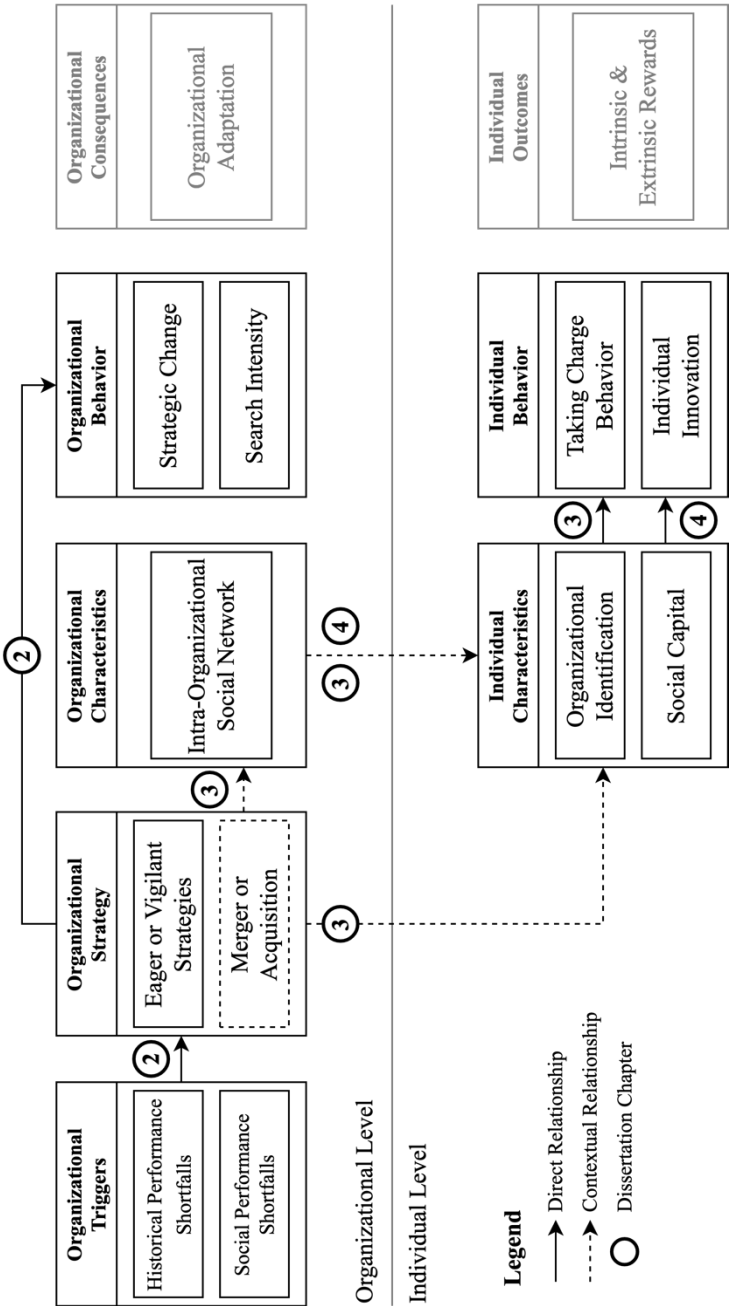 Organizational
Triggers
Historical Performance
Shortfalls
Social Performance
Shortfalls
2
Organizational
Strategy
Eager or Vigilant
Strategies
Merger or
Acquisition
2
3
Organizational
Characteristics
Intra-Organizational
Social Network
Organizational
Behavior
Strategic Change
Search Intensity
Organizational
Consequences
Organizational
Adaptation
3
3
4
Organizational Level
Individual Level
Individual
Characteristics
Organizational
Identification
Social Capital
3
4
Individual
Behavior
Taking Charge
Behavior
Individual
Innovation
Individual
Outcomes
Intrinsic &
Extrinsic Rewards
Legend
Direct Relationship
Contextual Relationship
Dissertation Chapter